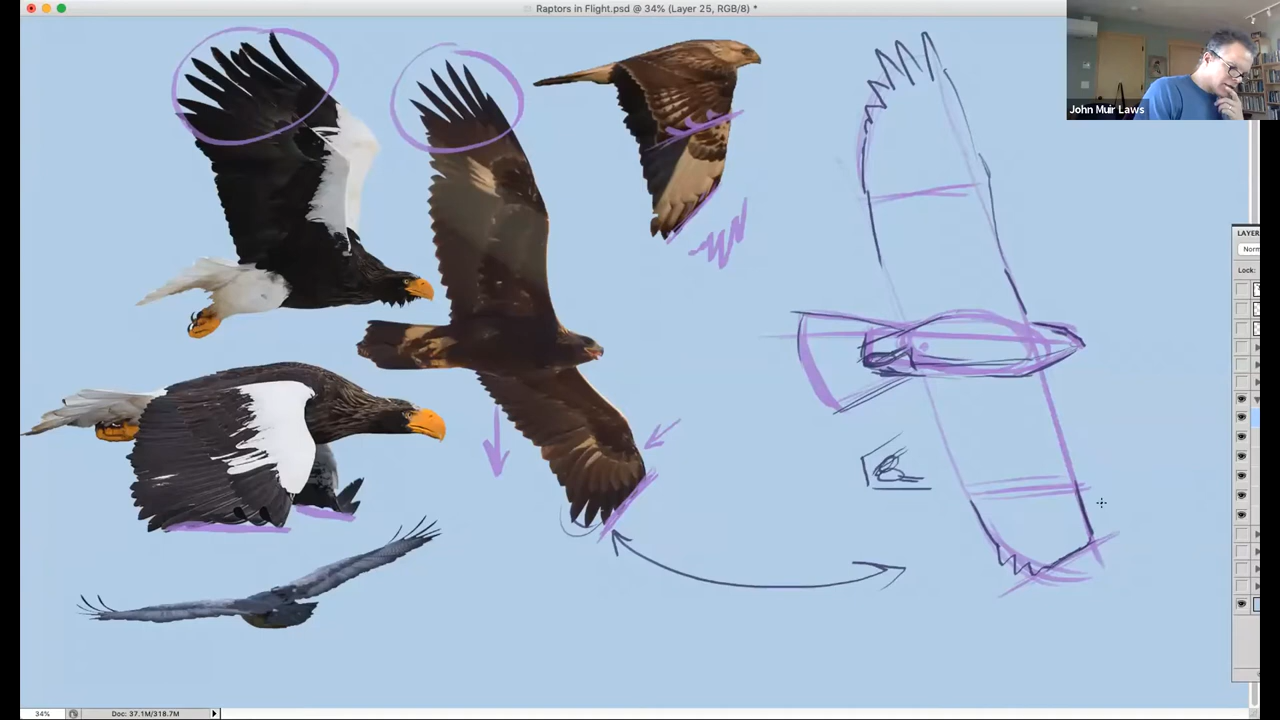 Raptors in Flight.psd @ 34% (Layer 25, RGB/8) *
John Muir Laws
LAYER
Norm
Lock:
34%
Doc: 37.1M/318.7M